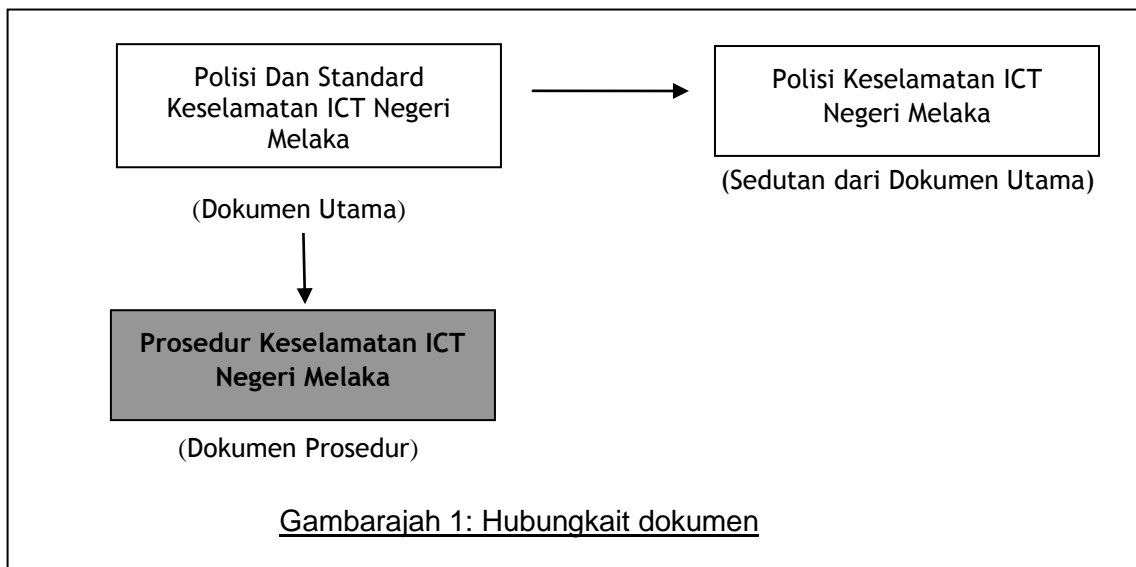 Polisi Dan Standard
Keselamatan ICT Negeri
Melaka
(Dokumen Utama)
Polisi Keselamatan ICT
Negeri Melaka
(Sedutan dari Dokumen Utama)
Prosedur Keselamatan ICT
Negeri Melaka
(Dokumen Prosedur)
Gambarajah 1: Hubungkait dokumen